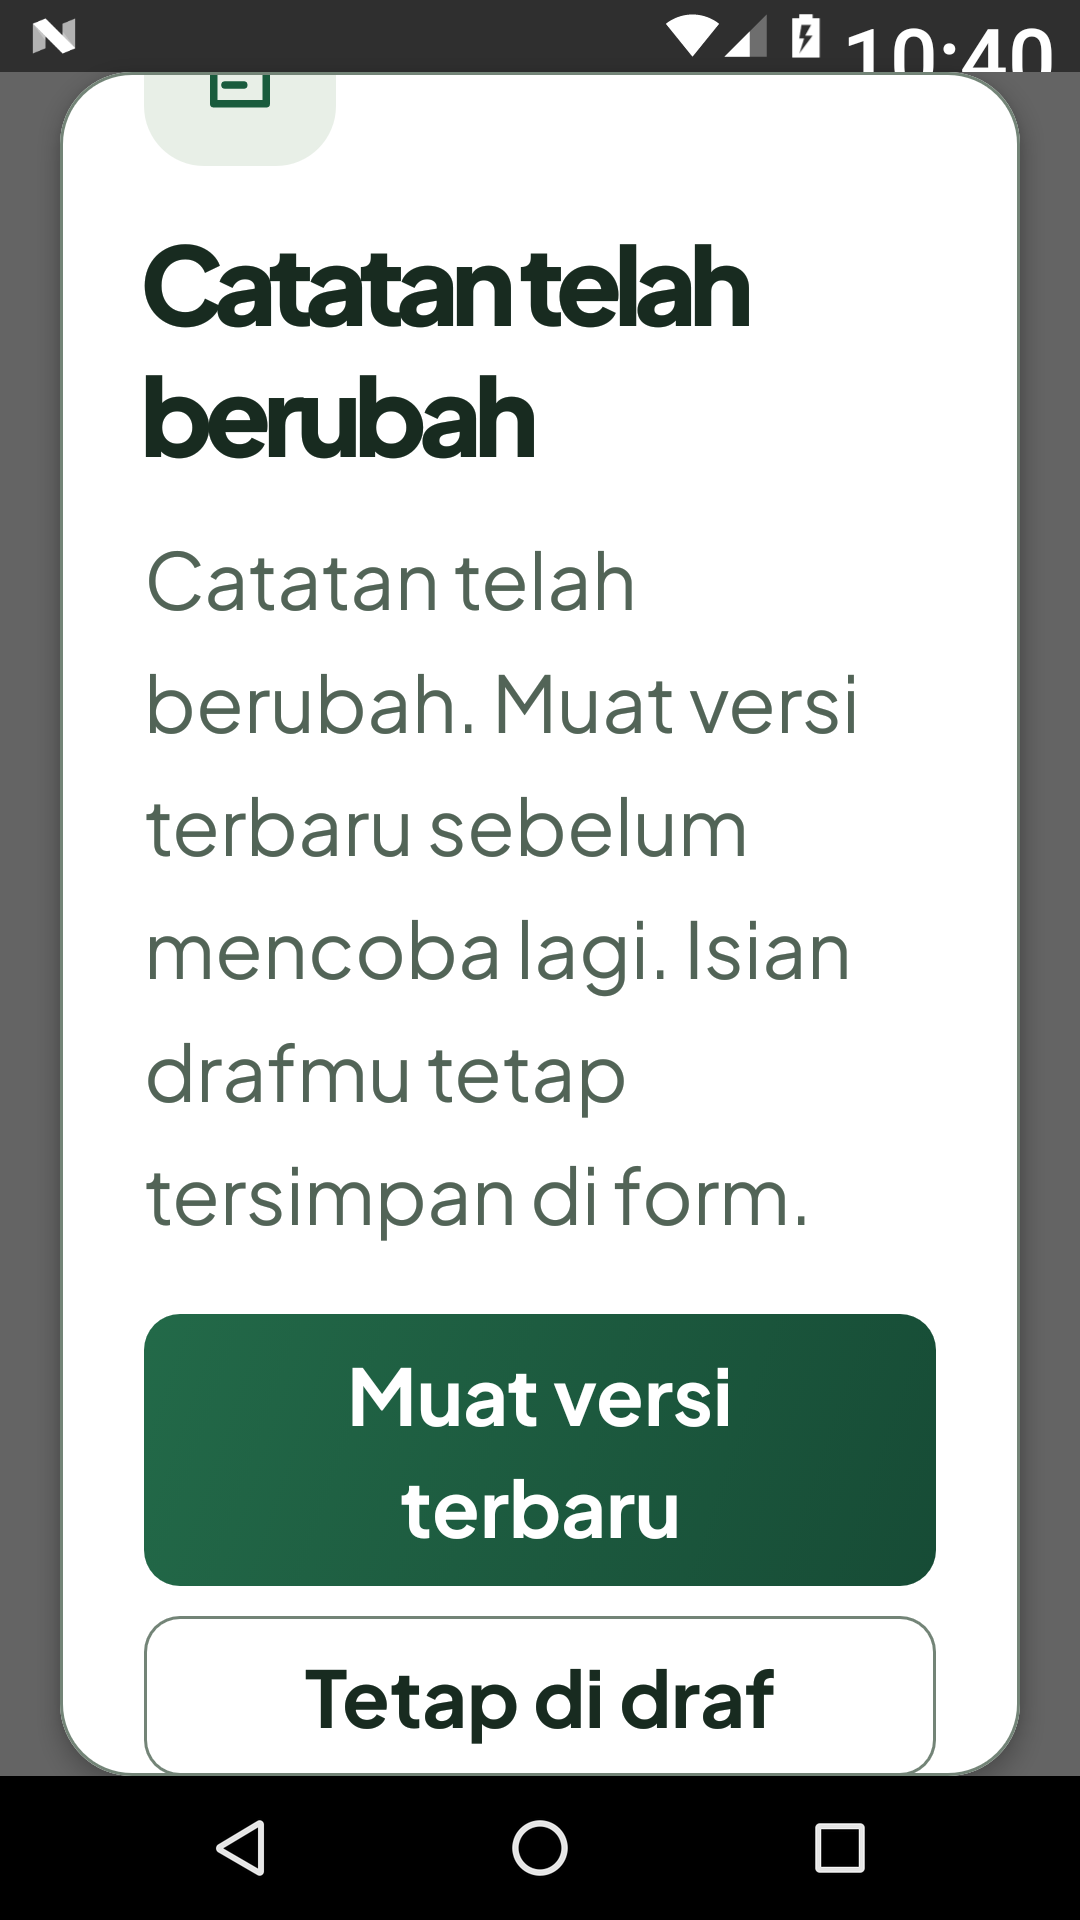 10:40
Catatan telah
berubah
Catatan telah
berubah. Muat versi
terbaru sebelum
mencoba lagi. Isian
drafmu tetap
tersimpan di form.
Muat versi
terbaru
Tetap di draf